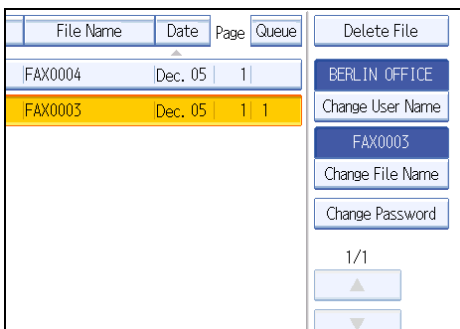 File Name Date Page Queue Delete File
FAX0004 Dec. 05 1 BERLIN OFFICE
FAX0003 Dec. 05 1 1 Change User Name
FAX0003
Change File Name
Change Password
1/1